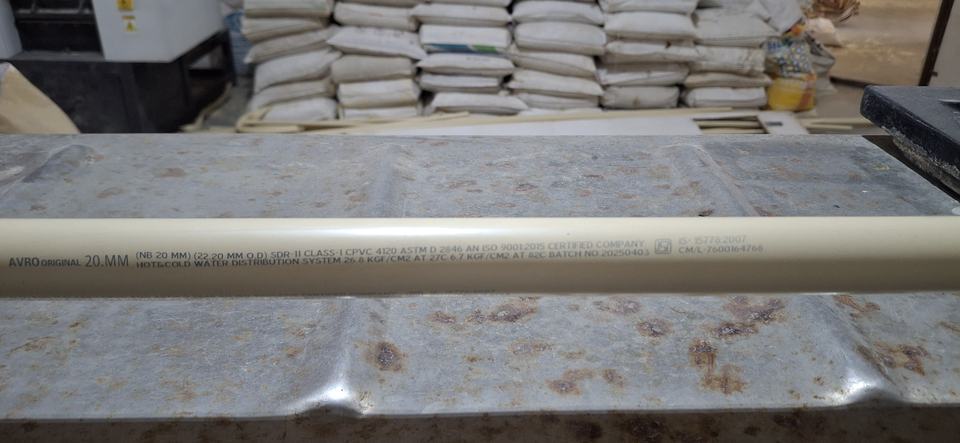 AVRO ORIGINAL 20.MM
(NB 20 MM) (22.20 MM O.D) SDR-11 CLASS-1 CPVC 4120 ASTM D 2846 AN ISO 9001:2015 CERTIFIED COMPANY
HOT&COLD WATER DISTRIBUTION SYSTEM 26.8 KGF/CM2 AT 27C 6.7 KGF/CM2 AT 82C BATCH NO.20250403
IS-15778:2007
CM/L-7600164766